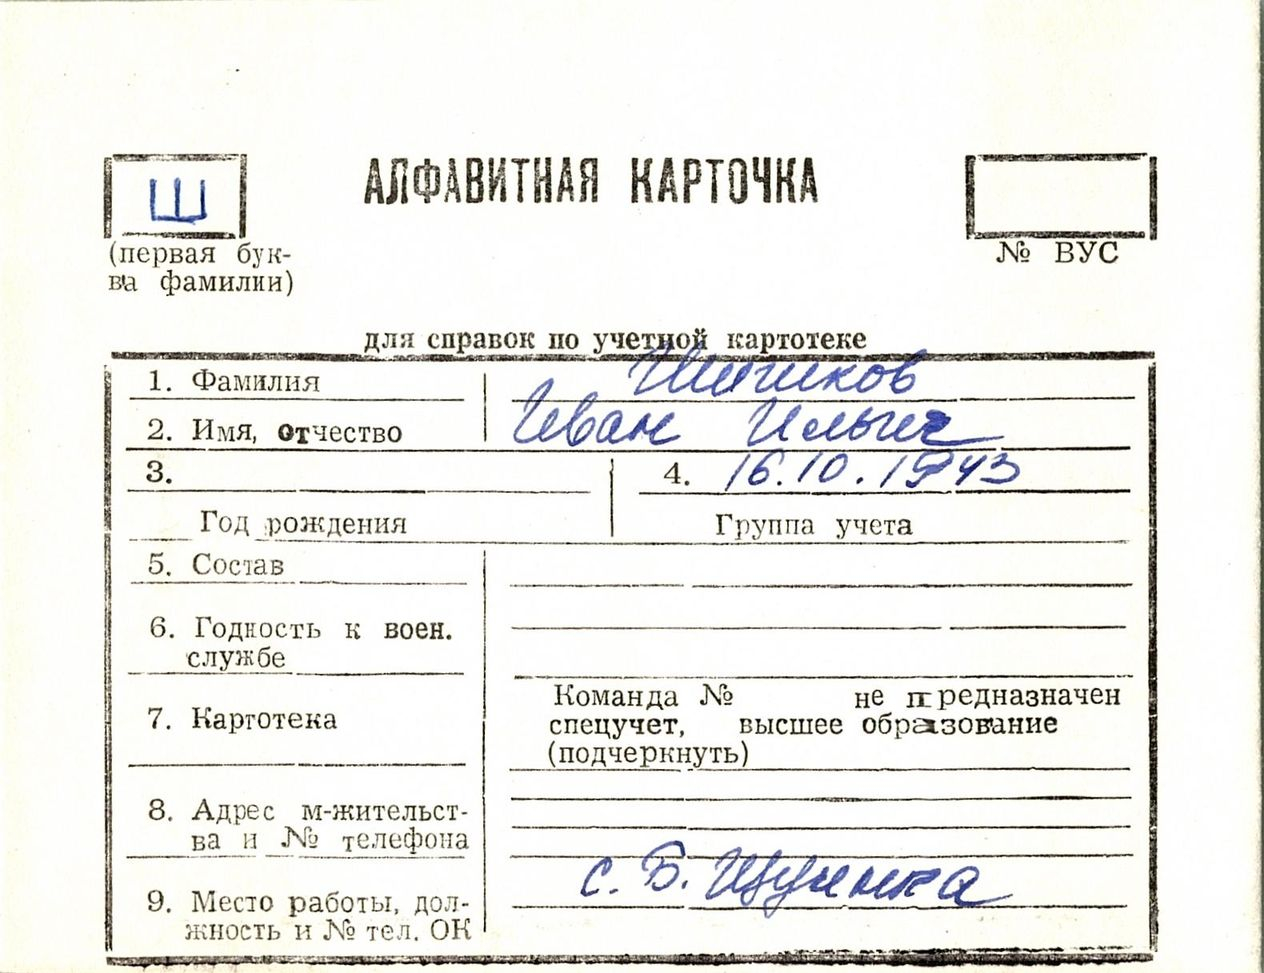 Ш
АЛФАВИТНАЯ КАРТОЧКА
(первая бук-
ва фамилии)
№ ВУС
для справок по учетной картотеке
1. Фамилия Шишков
2. Имя, отчество Иван Ильич
3. 4. 16.10.1943
Год рождения Группа учета
5. Состав
6. Годность к воен.
службе
7. Картотека
Команда № не предназначен
спецучет, высшее образование
(подчеркнуть)
8. Адрес м-жительст-
ва и № телефона
с. Б.
9. Место работы, дол-
жность и № тел. ОК